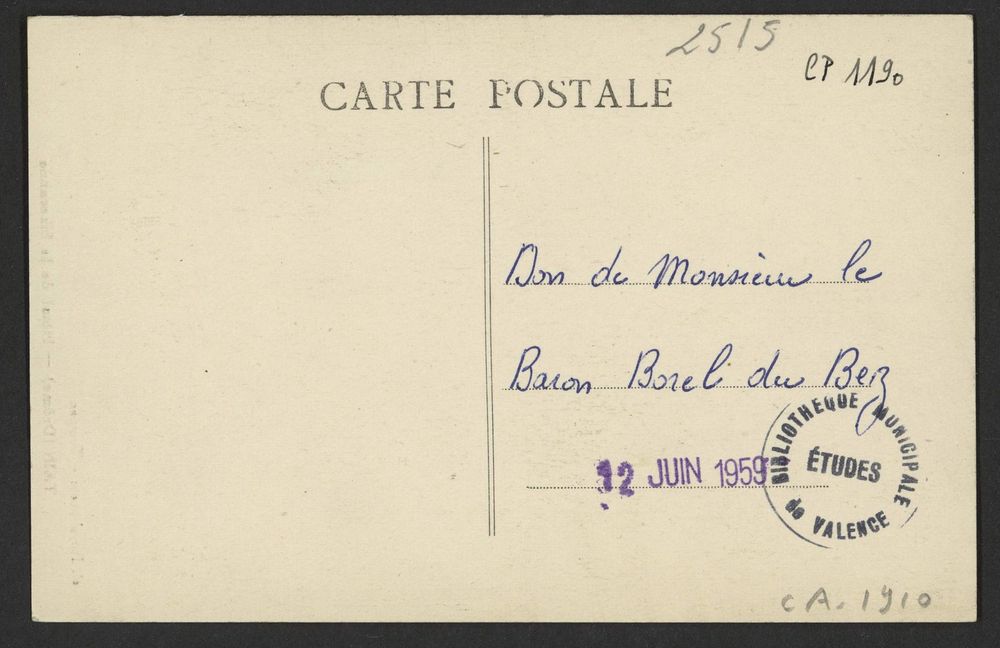 2515
CP 1190
CARTE POSTALE
Don de Monsieur le
Baron Borel du Bez
12 JUIN 1959
BIBLIOTHEQUE MUNICIPALE
ÉTUDES
de VALENCE
CA. 1910